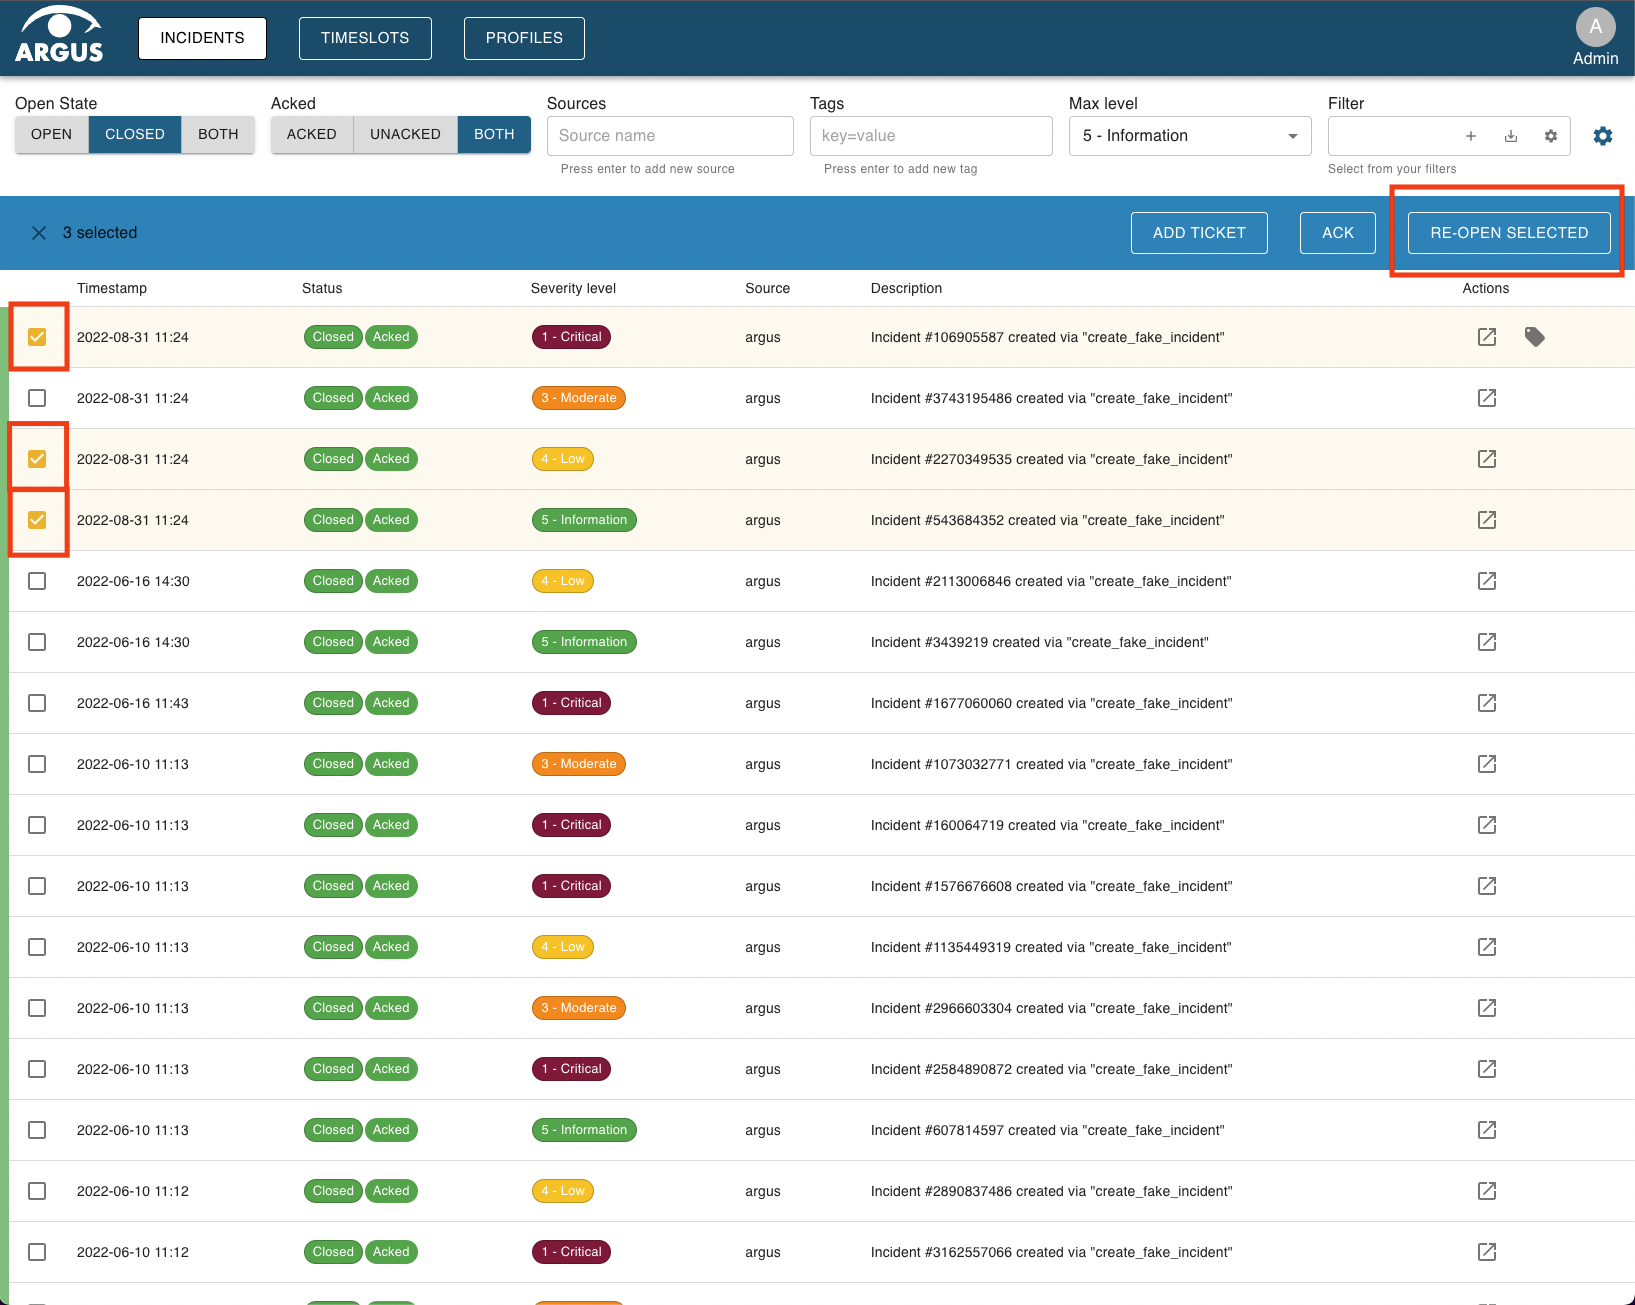 ARGUS INCIDENTS TIMESLOTS PROFILES A
Admin
Open State Acked Sources Tags Max level Filter
OPEN CLOSED BOTH ACKED UNACKED BOTH Source name key=value 5 - Information
Press enter to add new source Press enter to add new tag Select from your filters
3 selected ADD TICKET ACK RE-OPEN SELECTED
Timestamp Status Severity level Source Description Actions
2022-08-31 11:24 Closed Acked 1 - Critical argus Incident #106905587 created via "create_fake_incident"
2022-08-31 11:24 Closed Acked 3 - Moderate argus Incident #3743195486 created via "create_fake_incident"
2022-08-31 11:24 Closed Acked 4 - Low argus Incident #2270349535 created via "create_fake_incident"
2022-08-31 11:24 Closed Acked 5 - Information argus Incident #543684352 created via "create_fake_incident"
2022-06-16 14:30 Closed Acked 4 - Low argus Incident #2113006846 created via "create_fake_incident"
2022-06-16 14:30 Closed Acked 5 - Information argus Incident #3439219 created via "create_fake_incident"
2022-06-16 11:43 Closed Acked 1 - Critical argus Incident #1677060060 created via "create_fake_incident"
2022-06-10 11:13 Closed Acked 3 - Moderate argus Incident #1073032771 created via "create_fake_incident"
2022-06-10 11:13 Closed Acked 1 - Critical argus Incident #160064719 created via "create_fake_incident"
2022-06-10 11:13 Closed Acked 1 - Critical argus Incident #1576676608 created via "create_fake_incident"
2022-06-10 11:13 Closed Acked 4 - Low argus Incident #1135449319 created via "create_fake_incident"
2022-06-10 11:13 Closed Acked 3 - Moderate argus Incident #2966603304 created via "create_fake_incident"
2022-06-10 11:13 Closed Acked 1 - Critical argus Incident #2584890872 created via "create_fake_incident"
2022-06-10 11:13 Closed Acked 5 - Information argus Incident #607814597 created via "create_fake_incident"
2022-06-10 11:12 Closed Acked 4 - Low argus Incident #2890837486 created via "create_fake_incident"
2022-06-10 11:12 Closed Acked 1 - Critical argus Incident #3162557066 created via "create_fake_incident"